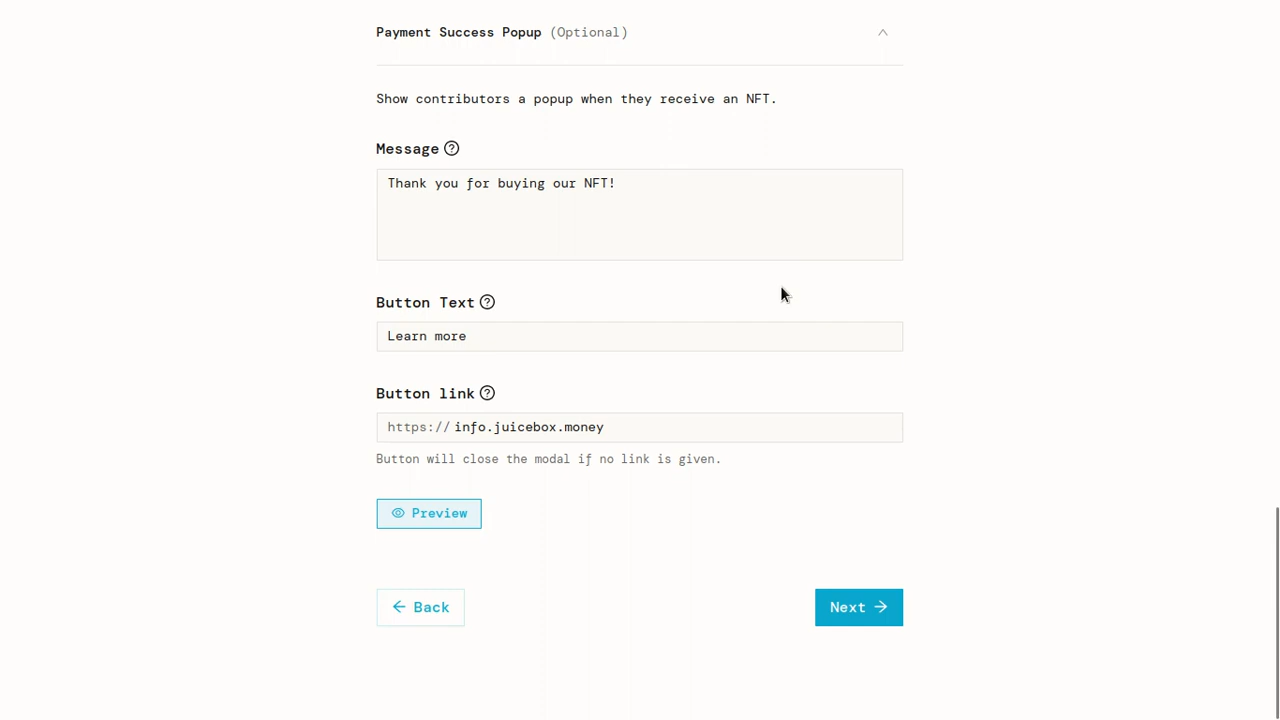 Payment Success Popup (Optional)
Show contributors a popup when they receive an NFT.
Message
Thank you for buying our NFT!
Button Text
Learn more
Button link
https:// info.juicebox.money
Button will close the modal if no link is given.
Preview
Back
Next